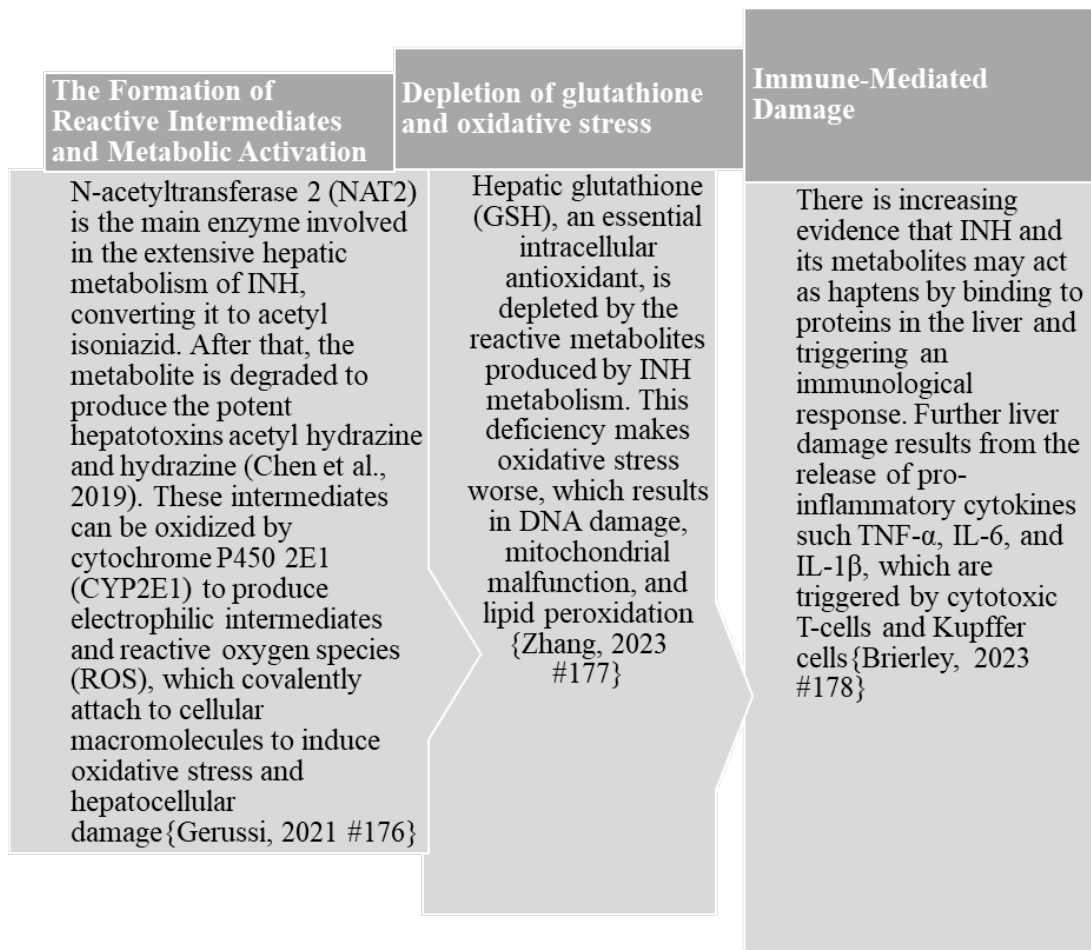 The Formation of
Reactive Intermediates
and Metabolic Activation
N-acetyltransferase 2 (NAT2)
is the main enzyme involved
in the extensive hepatic
metabolism of INH,
converting it to acetyl
isoniazid. After that, the
metabolite is degraded to
produce the potent
hepatotoxins acetyl hydrazine
and hydrazine (Chen et al.,
2019). These intermediates
can be oxidized by
cytochrome P450 2E1
(CYP2E1) to produce
electrophilic intermediates
and reactive oxygen species
(ROS), which covalently
attach to cellular
macromolecules to induce
oxidative stress and
hepatocellular
damage{Gerussi, 2021 #176}
Depletion of glutathione
and oxidative stress
Hepatic glutathione
(GSH), an essential
intracellular
antioxidant, is
depleted by the
reactive metabolites
produced by INH
metabolism. This
deficiency makes
oxidative stress
worse, which results
in DNA damage,
mitochondrial
malfunction, and
lipid peroxidation
{Zhang, 2023
#177}
Immune-Mediated
Damage
There is increasing
evidence that INH and
its metabolites may act
as haptens by binding to
proteins in the liver and
triggering an
immunological
response. Further liver
damage results from the
release of pro-
inflammatory cytokines
such TNF-α, IL-6, and
IL-1β, which are
triggered by cytotoxic
T-cells and Kupffer
cells{Brierley, 2023
#178}